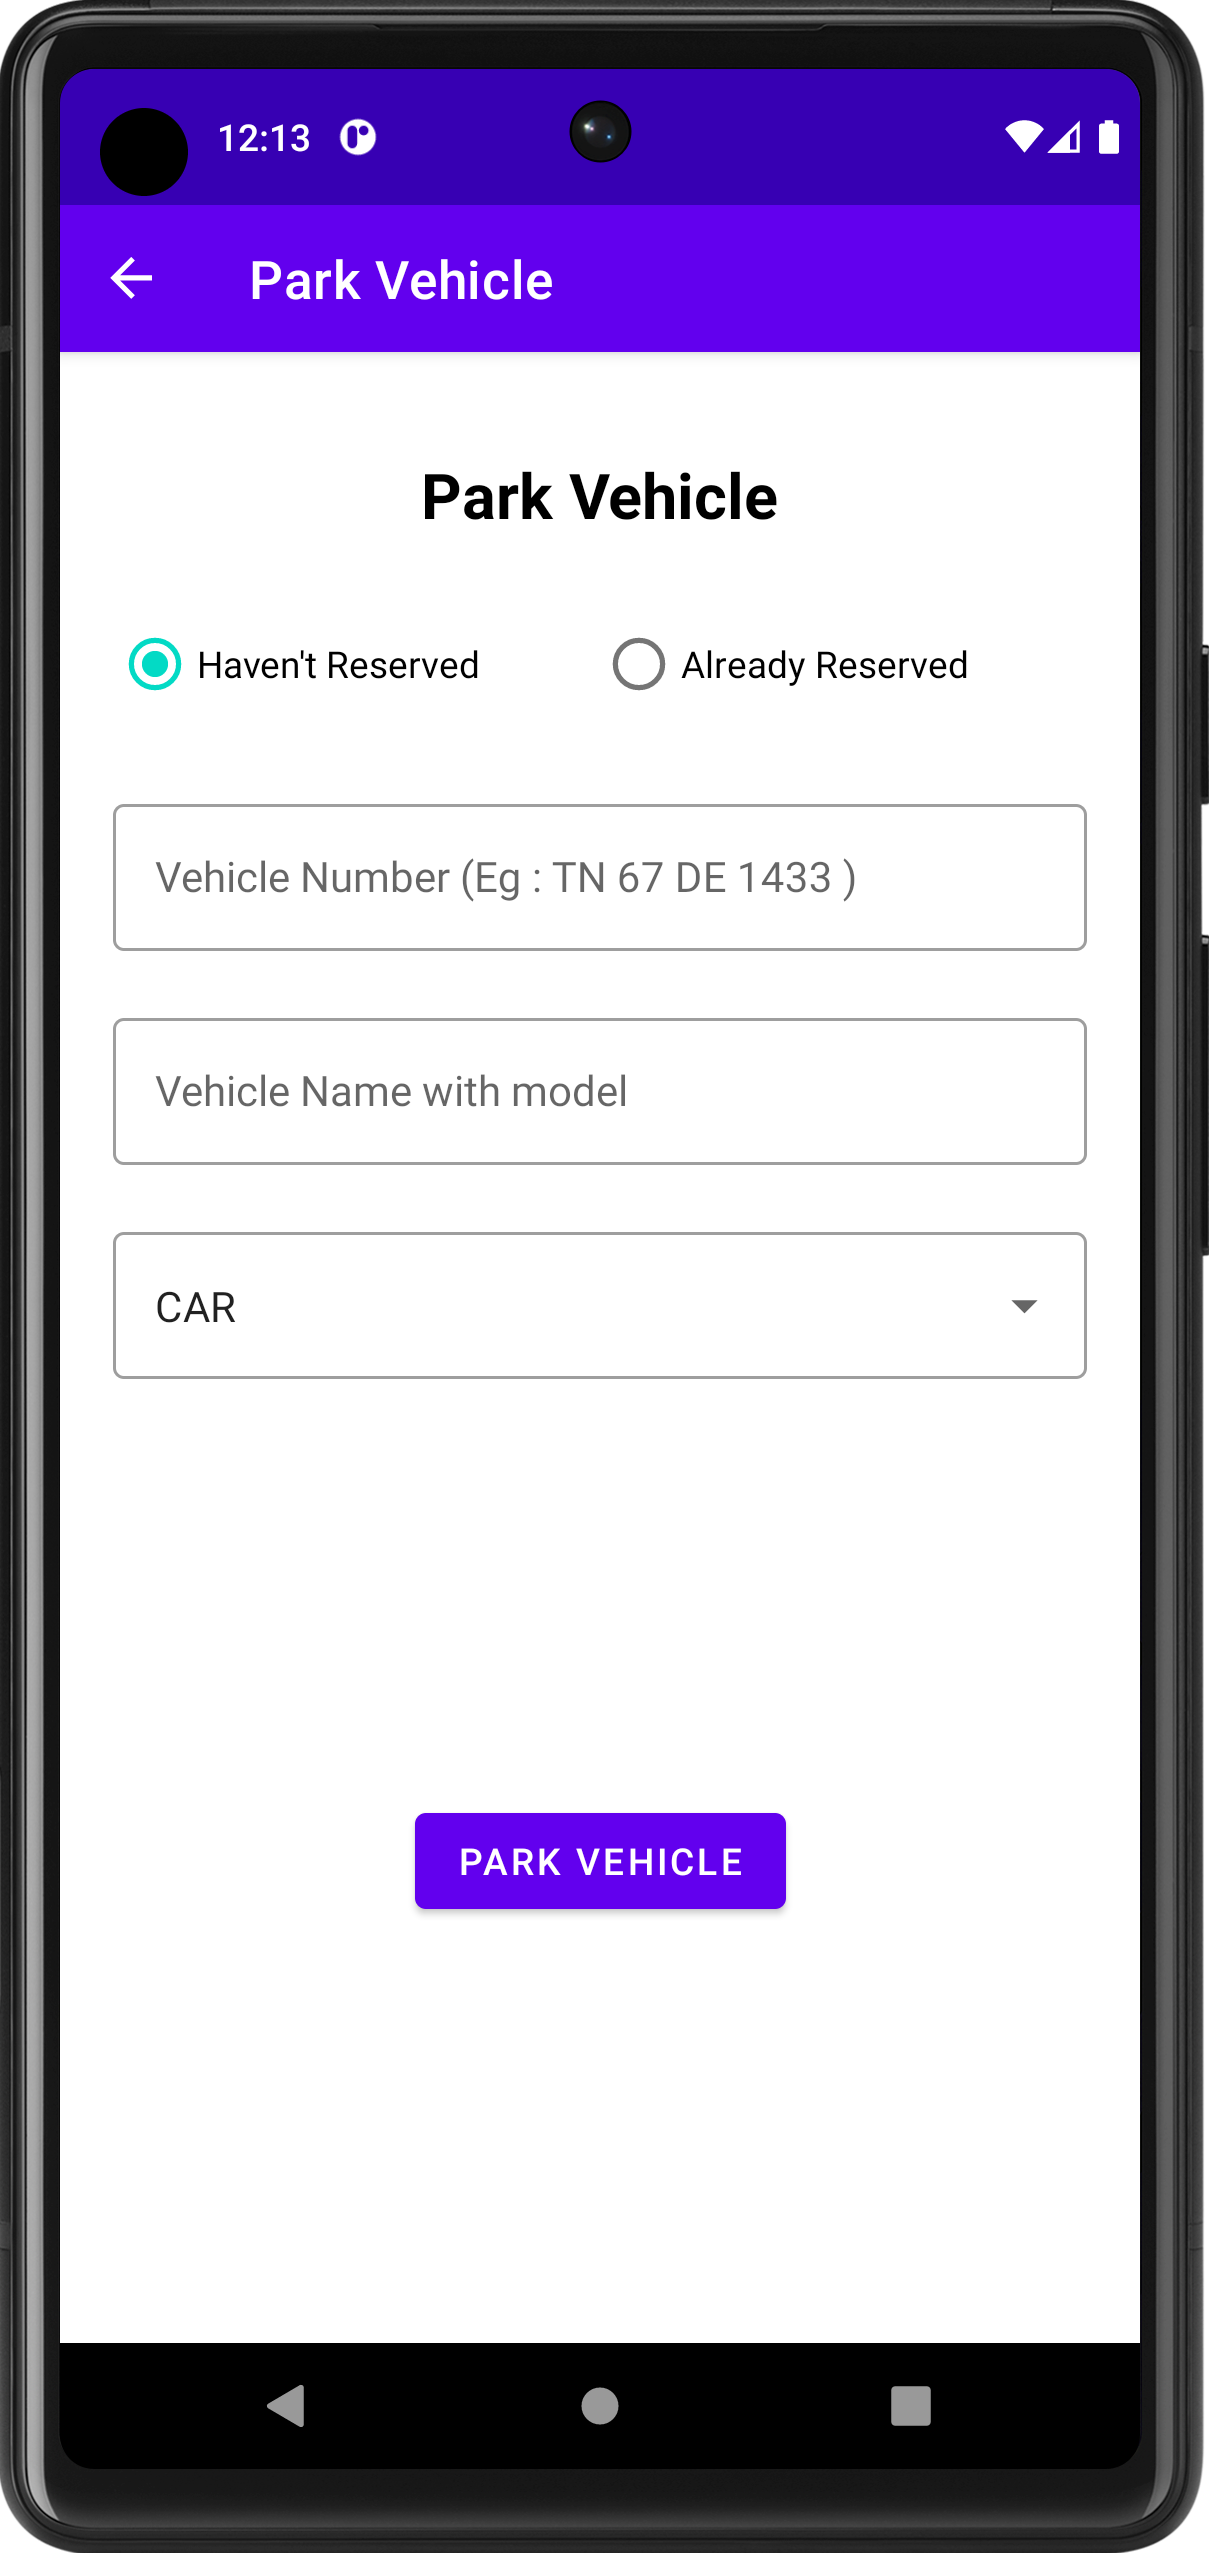 12:13
Park Vehicle
Park Vehicle
Haven't Reserved Already Reserved
Vehicle Number (Eg : TN 67 DE 1433 )
Vehicle Name with model
CAR
PARK VEHICLE